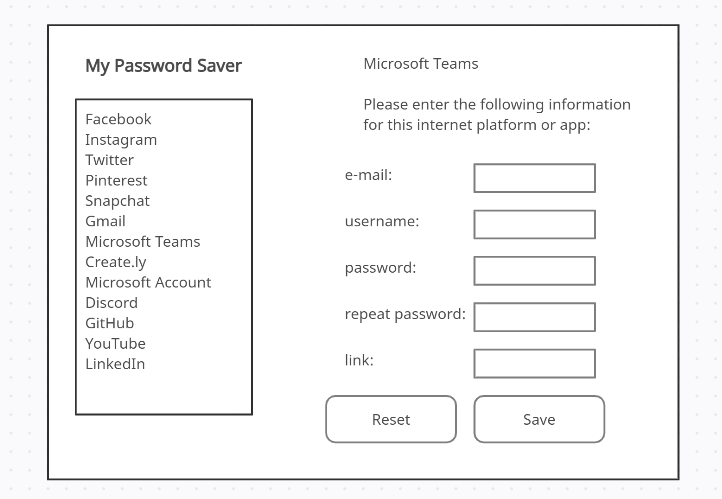 My Password Saver
Facebook
Instagram
Twitter
Pinterest
Snapchat
Gmail
Microsoft Teams
Create.ly
Microsoft Account
Discord
GitHub
YouTube
LinkedIn
Microsoft Teams
Please enter the following information
for this internet platform or app:
e-mail:
username:
password:
repeat password:
link:
Reset
Save